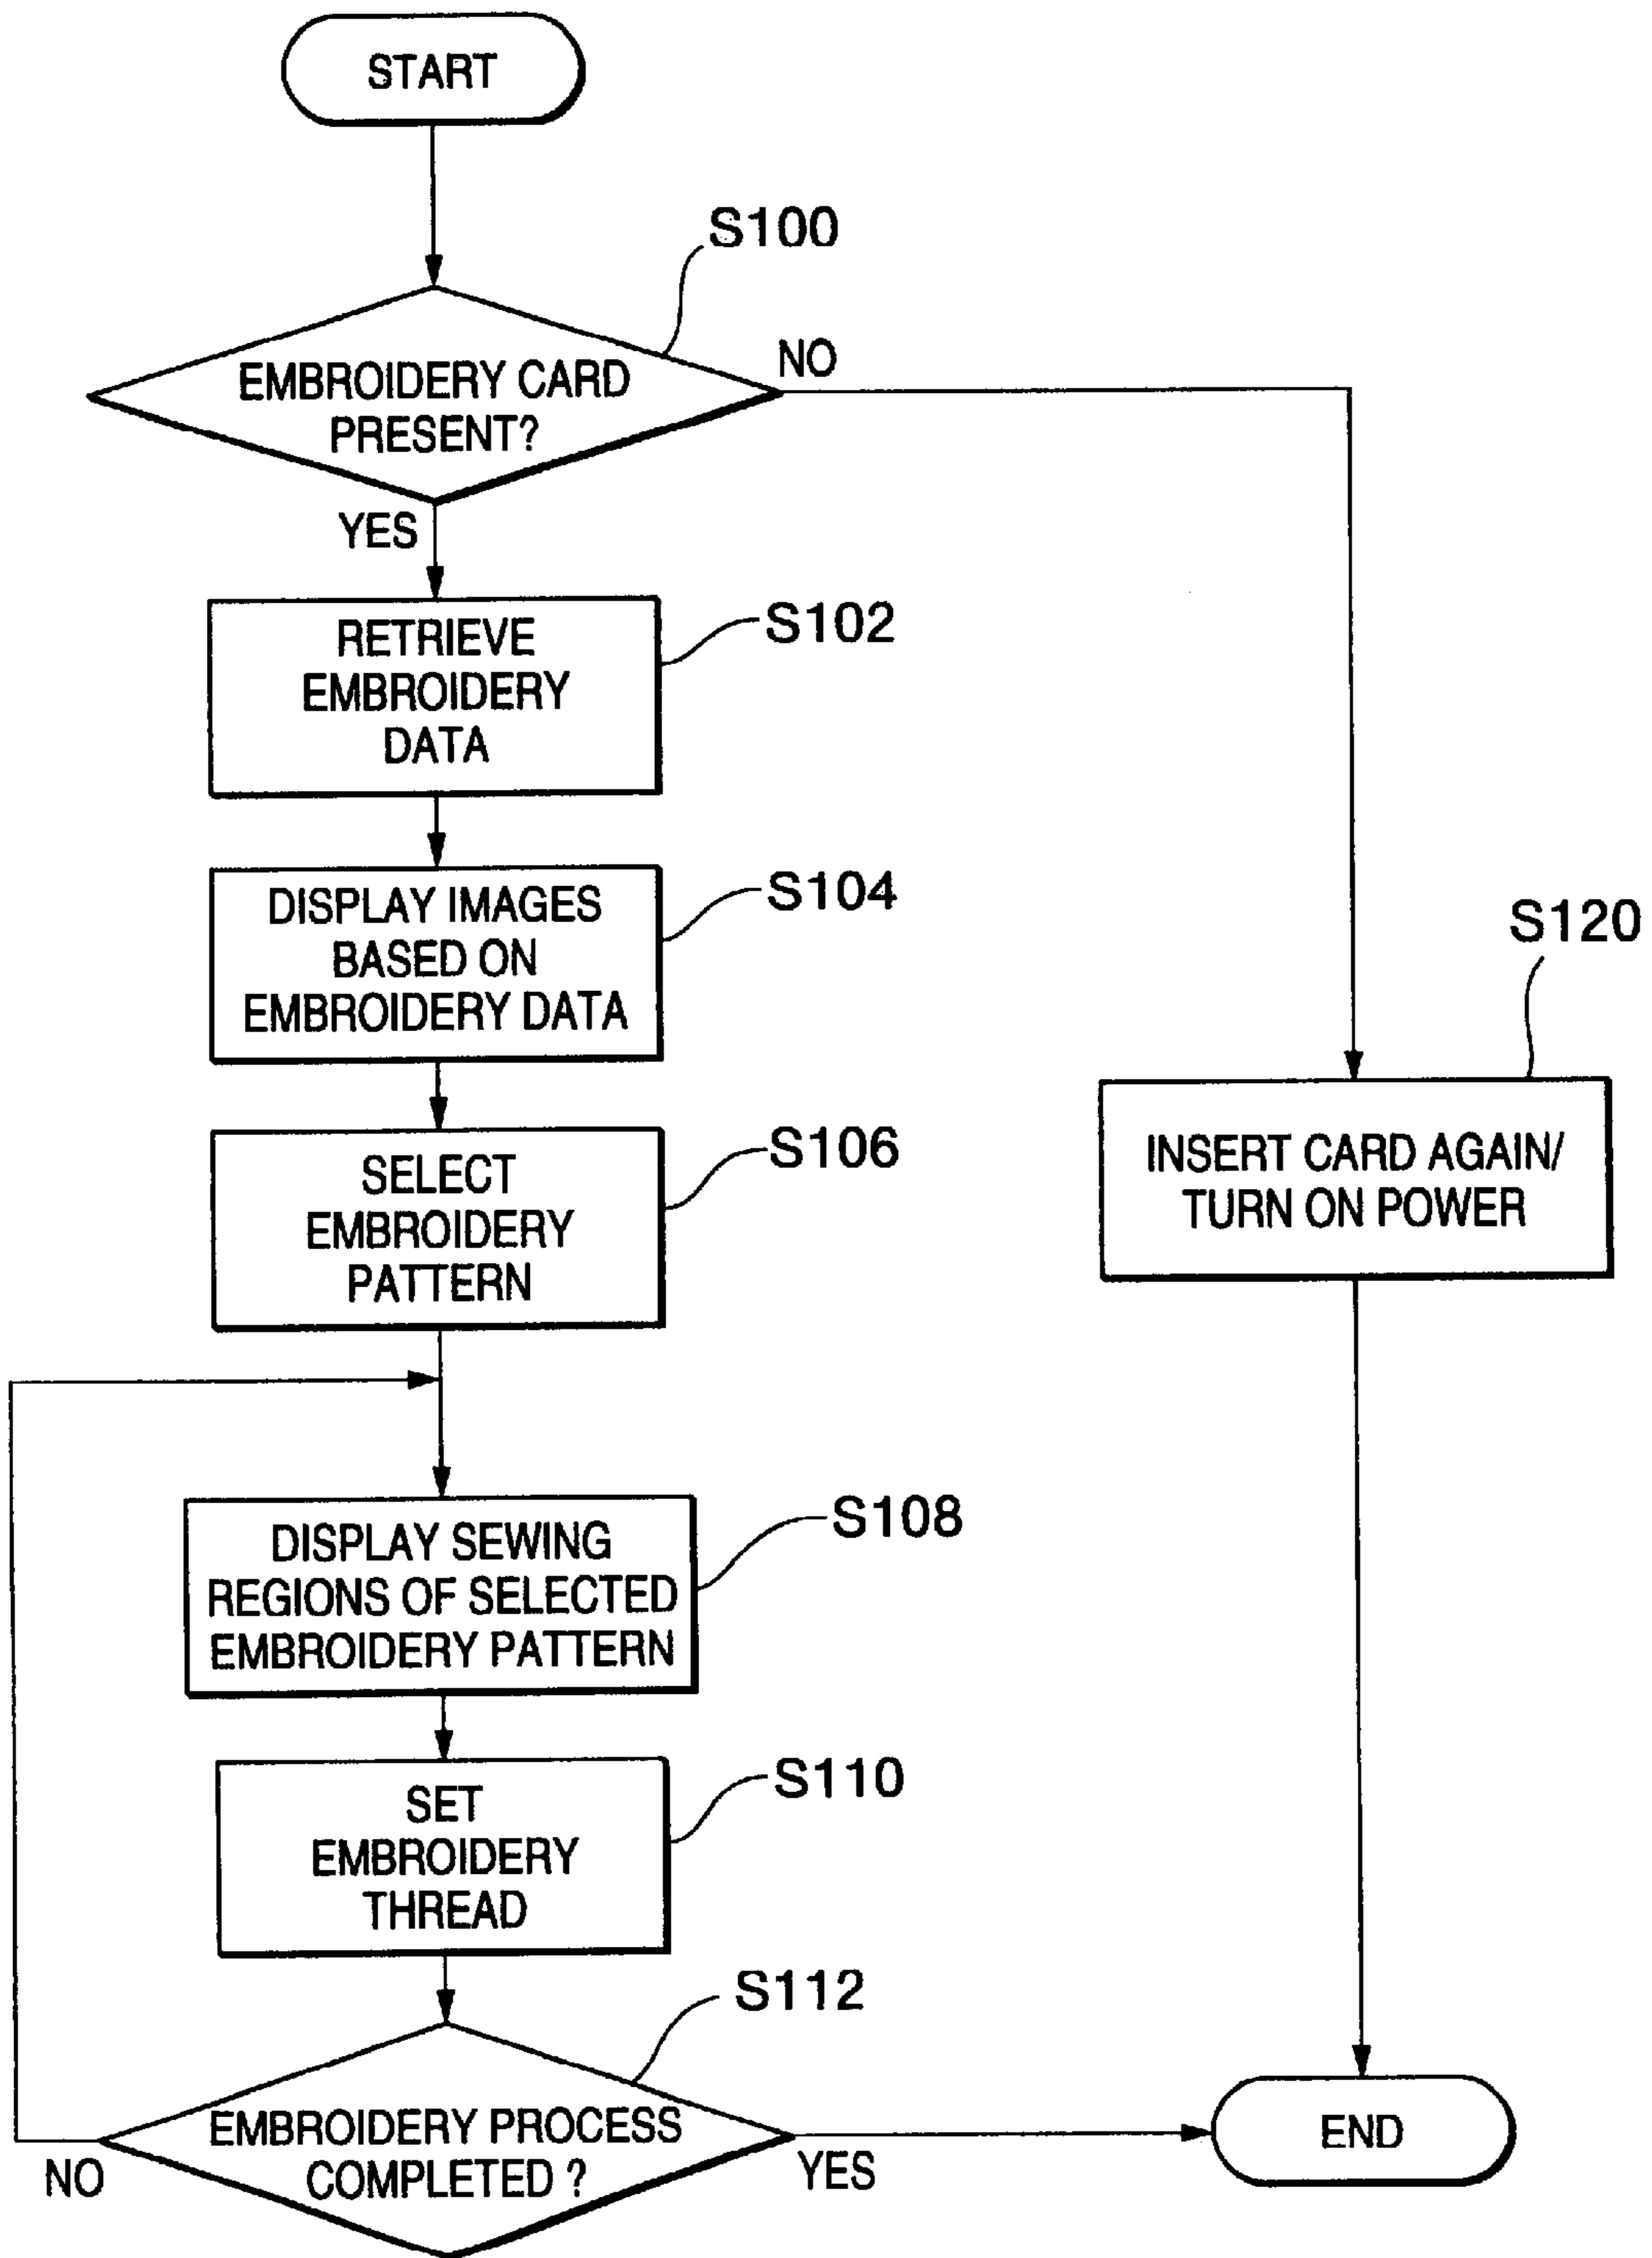 START
S100
EMBROIDERY CARD
PRESENT?
NO
YES
S102
RETRIEVE
EMBROIDERY
DATA
S104
DISPLAY IMAGES
BASED ON
EMBROIDERY DATA
S120
INSERT CARD AGAIN/
TURN ON POWER
S106
SELECT
EMBROIDERY
PATTERN
S108
DISPLAY SEWING
REGIONS OF SELECTED
EMBROIDERY PATTERN
S110
SET
EMBROIDERY
THREAD
S112
EMBROIDERY PROCESS
COMPLETED ?
NO
YES
END